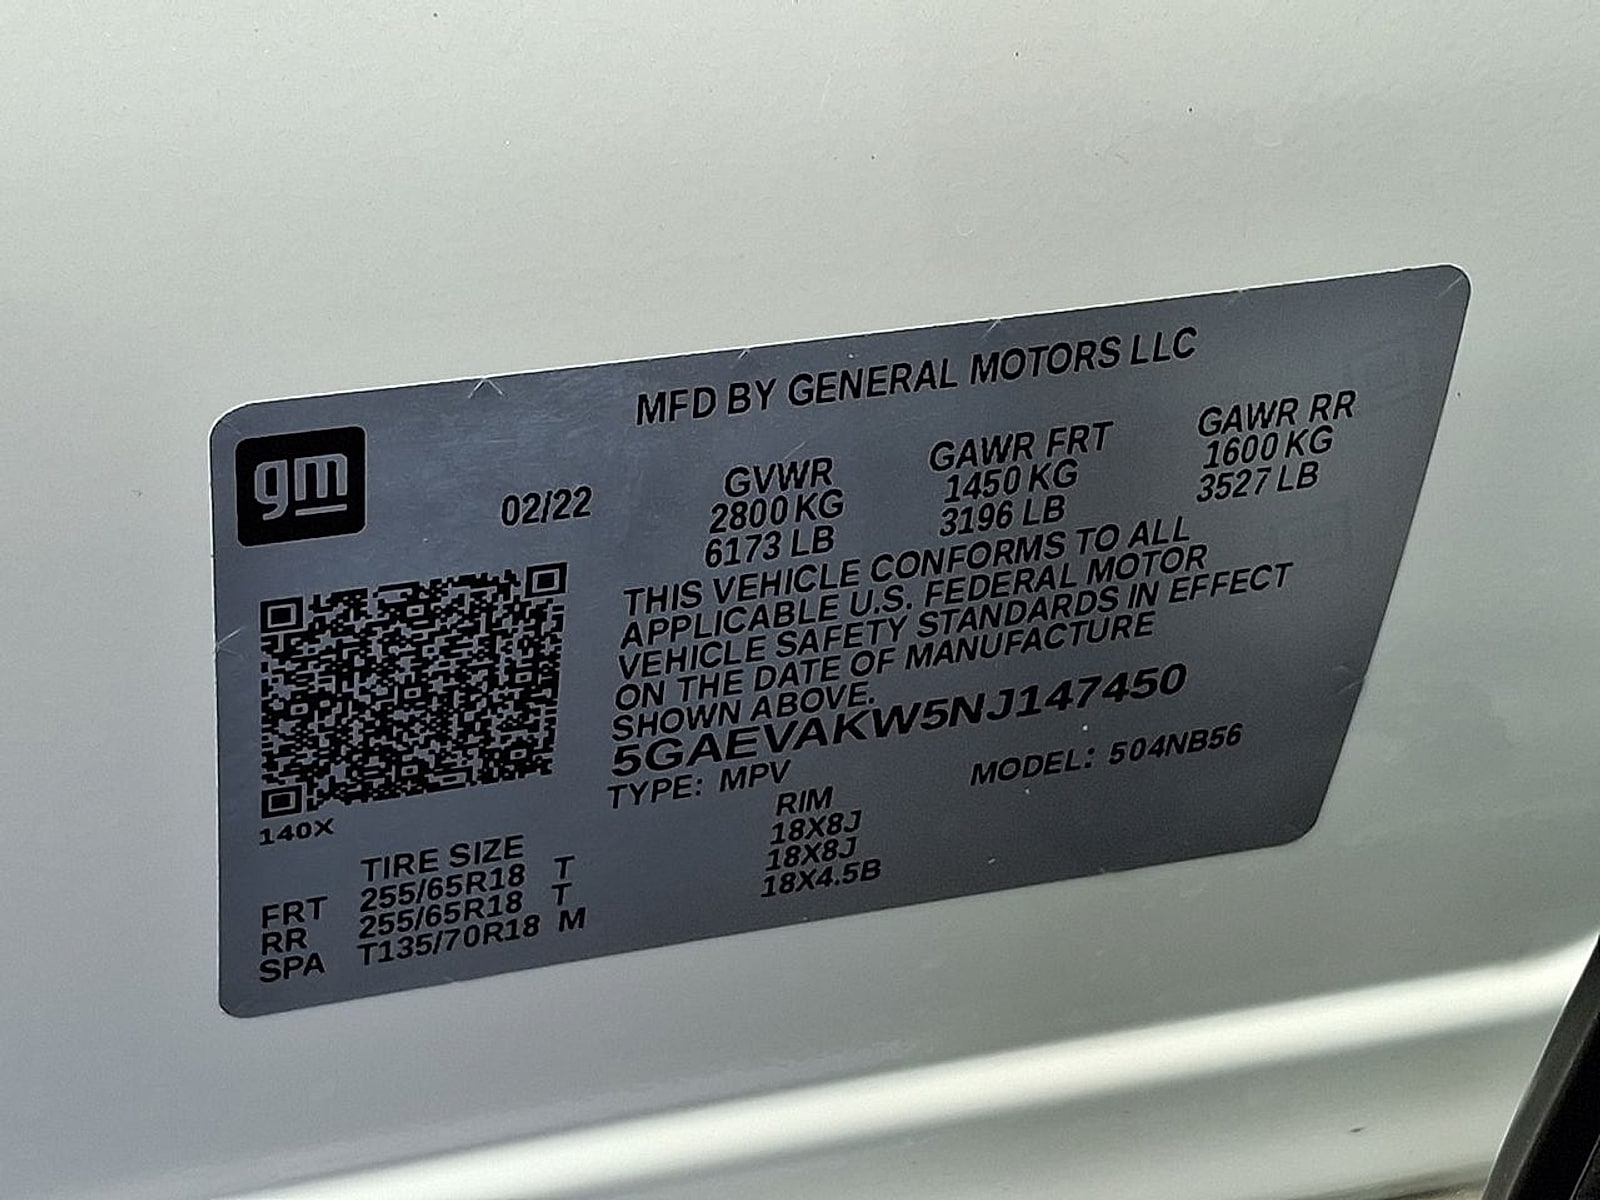 MFD BY GENERAL MOTORS LLC
gm
02/22
GVWR
2800 KG
6173 LB
GAWR FRT
1450 KG
3196 LB
GAWR RR
1600 KG
3527 LB
THIS VEHICLE CONFORMS TO ALL
APPLICABLE U.S. FEDERAL MOTOR
VEHICLE SAFETY STANDARDS IN EFFECT
ON THE DATE OF MANUFACTURE
SHOWN ABOVE.
5GAEVAKW5NJ147450
TYPE: MPV MODEL: 504NB56
140X
TIRE SIZE RIM
FRT 255/65R18 T 18X8J
RR 255/65R18 T 18X8J
SPA T135/70R18 M 18X4.5B